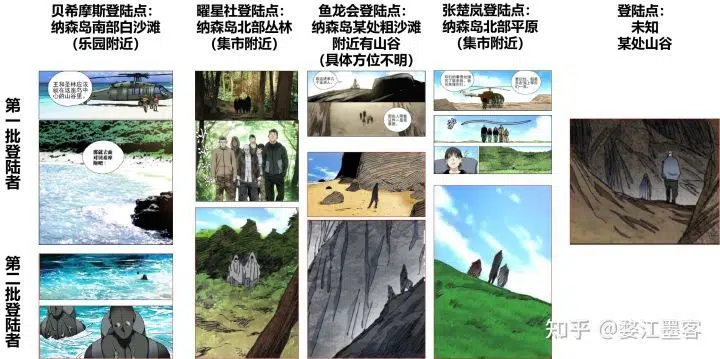 贝希摩斯登陆点：
纳森岛南部白沙滩
（乐园附近）
曜星社登陆点：
纳森岛北部丛林
（集市附近）
鱼龙会登陆点：
纳森岛某处粗沙滩
附近有山谷
（具体方位不明）
张楚岚登陆点：
纳森岛北部平原
（集市附近）
登陆点：
未知
某处山谷
第一批登陆者
第二批登陆者
知乎 @婺江墨客